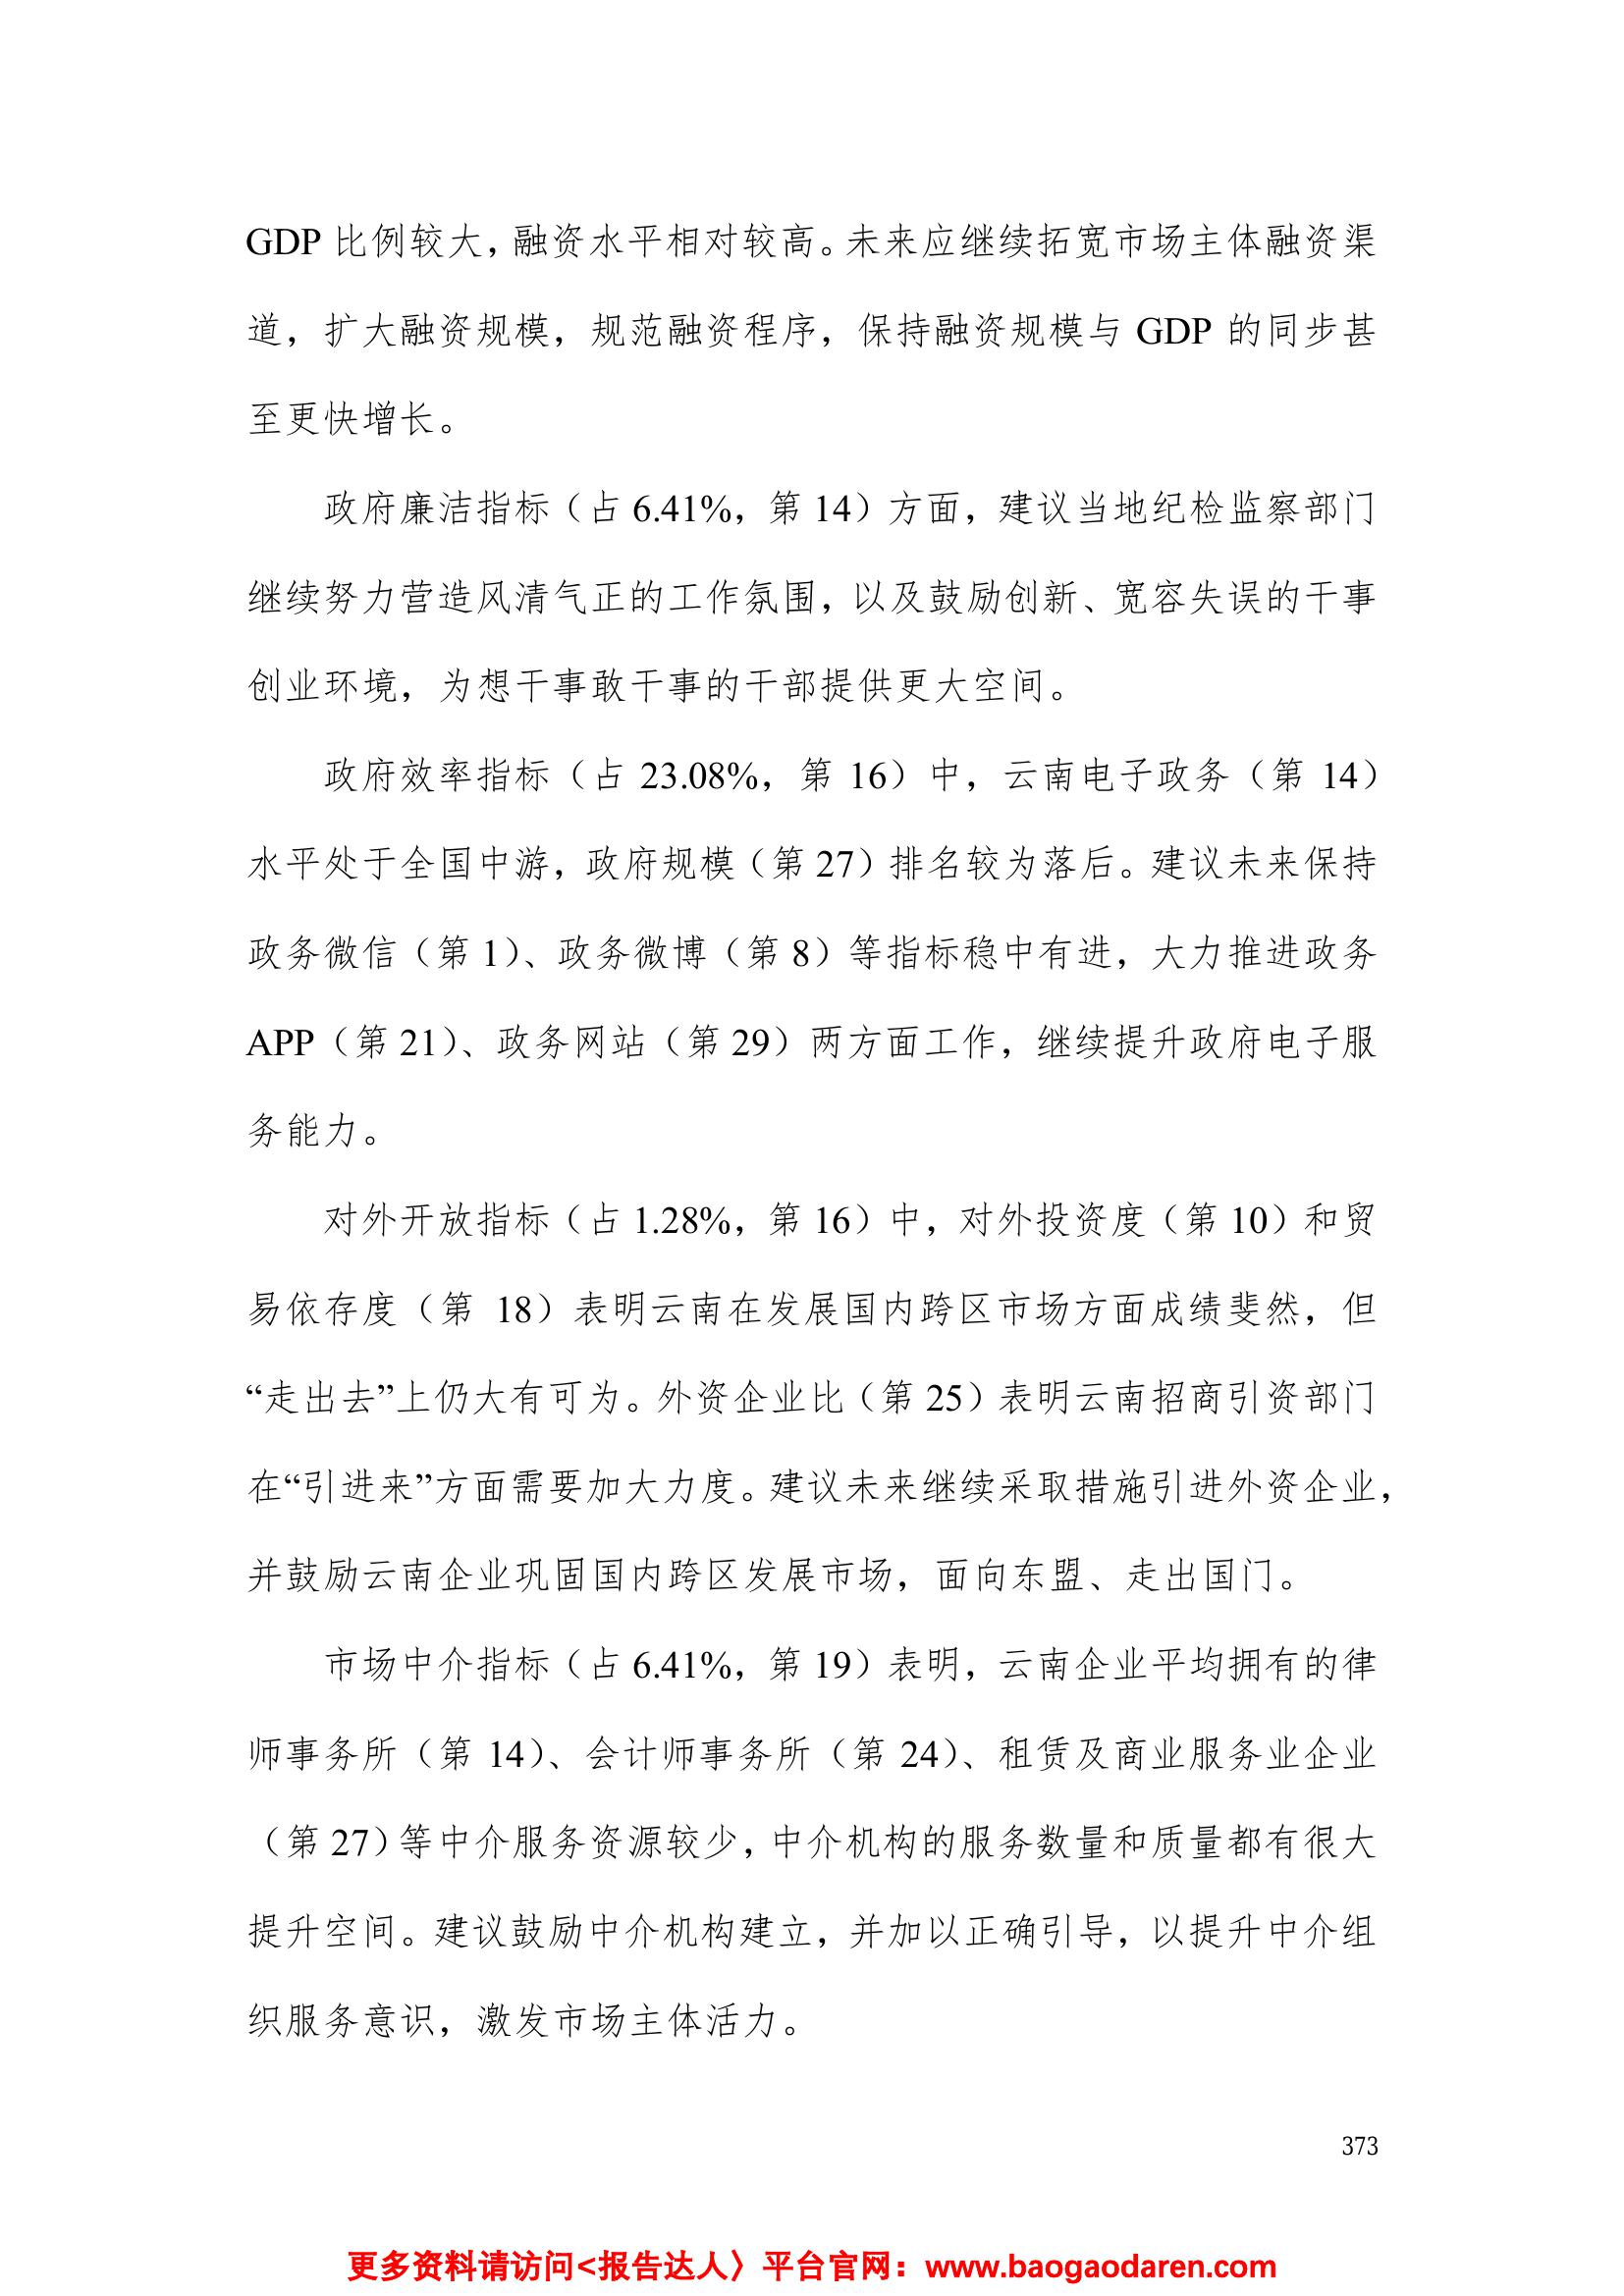 GDP 比例较大，融资水平相对较高。未来应继续拓宽市场主体融资渠
道，扩大融资规模，规范融资程序，保持融资规模与 GDP 的同步甚
至更快增长。
政府廉洁指标（占 6.41%，第 14）方面，建议当地纪检监察部门
继续努力营造风清气正的工作氛围，以及鼓励创新、宽容失误的干事
创业环境，为想干事敢干事的干部提供更大空间。
政府效率指标（占 23.08%，第 16）中，云南电子政务（第 14）
水平处于全国中游，政府规模（第 27）排名较为落后。建议未来保持
政务微信（第 1）、政务微博（第 8）等指标稳中有进，大力推进政务
APP（第 21）、政务网站（第 29）两方面工作，继续提升政府电子服
务能力。
对外开放指标（占 1.28%，第 16）中，对外投资度（第 10）和贸
易依存度（第 18）表明云南在发展国内跨区市场方面成绩斐然，但
“走出去”上仍大有可为。外资企业比（第 25）表明云南招商引资部门
在“引进来”方面需要加大力度。建议未来继续采取措施引进外资企业，
并鼓励云南企业巩固国内跨区发展市场，面向东盟、走出国门。
市场中介指标（占 6.41%，第 19）表明，云南企业平均拥有的律
师事务所（第 14）、会计师事务所（第 24）、租赁及商业服务业企业
（第 27）等中介服务资源较少，中介机构的服务数量和质量都有很大
提升空间。建议鼓励中介机构建立，并加以正确引导，以提升中介组
织服务意识，激发市场主体活力。
373
更多资料请访问<报告达人〉平台官网：www.baogaodaren.com